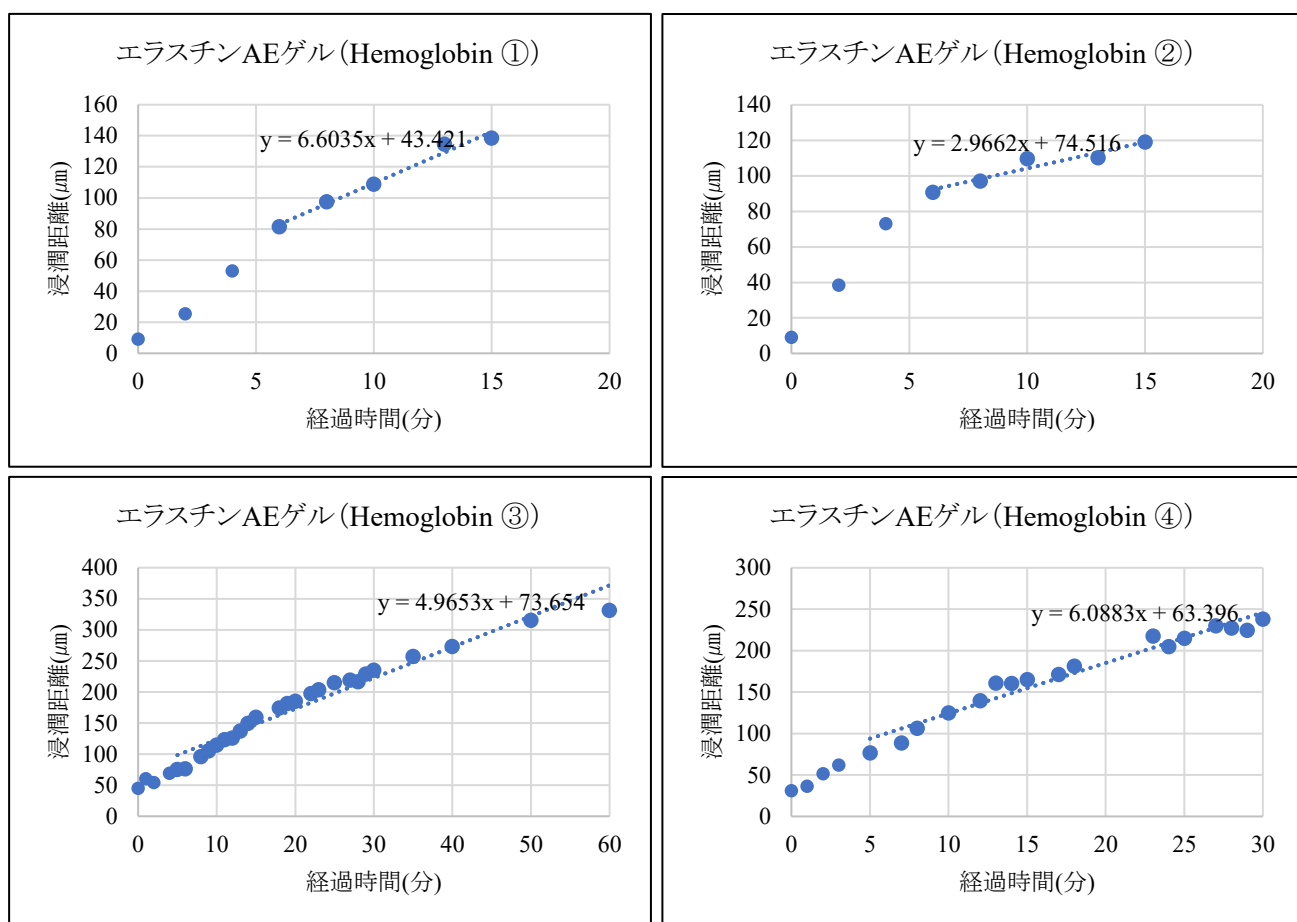 エラスチンAEゲル（Hemoglobin ①）
160
140
120
100
80
60
40
20
0
浸潤距離(㎛)
y = 6.6035x + 43.421
0 5 10 15 20
経過時間(分)
エラスチンAEゲル（Hemoglobin ②）
140
120
100
80
60
40
20
0
浸潤距離(㎛)
y = 2.9662x + 74.516
0 5 10 15 20
経過時間(分)
エラスチンAEゲル（Hemoglobin ③）
400
350
300
250
200
150
100
50
0
浸潤距離(㎛)
y = 4.9653x + 73.654
0 10 20 30 40 50 60
経過時間(分)
エラスチンAEゲル（Hemoglobin ④）
300
250
200
150
100
50
0
浸潤距離(㎛)
y = 6.0883x + 63.396
0 5 10 15 20 25 30
経過時間(分)